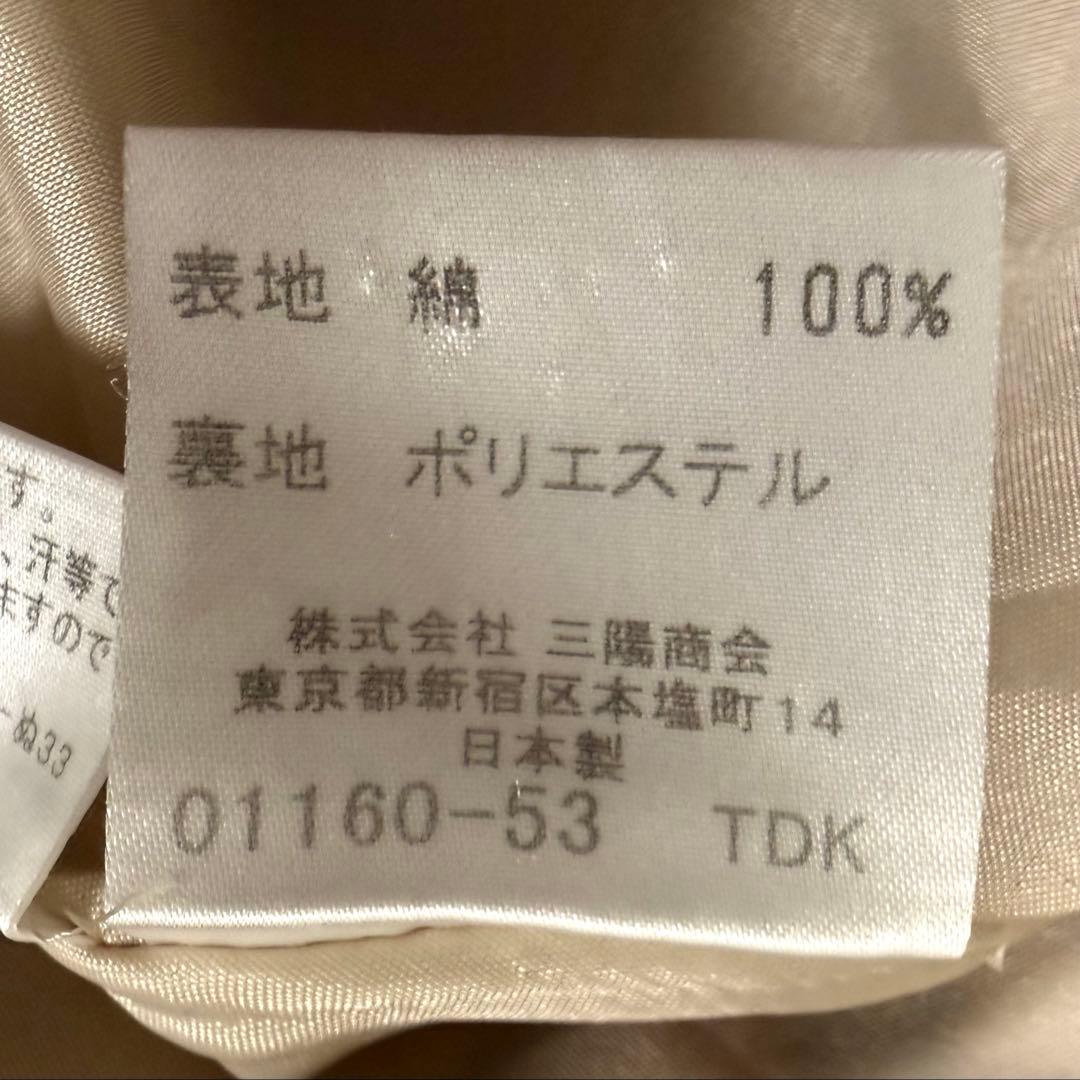 表地 綿 100%
裏地 ポリエステル
株式会社 三陽商会
東京都新宿区本塩町14
日本製
01160-53 TDK
す。
、汗等で
ますので
ぬ33